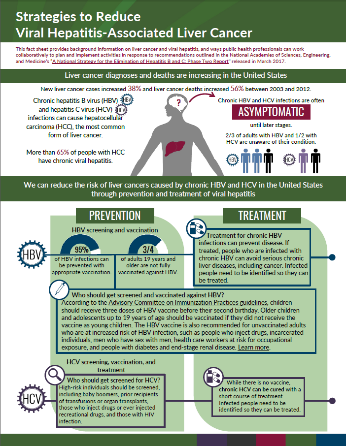 Strategies to Reduce
Viral Hepatitis-Associated Liver Cancer
This fact sheet provides background information on liver cancer and viral hepatitis, and ways public health professionals can work
collaboratively to plan and implement activities in response to recommendations outlined in the National Academies of Sciences, Engineering,
and Medicine's "A National Strategy for the Elimination of Hepatitis B and C: Phase Two Report" released in March 2017.
Liver cancer diagnoses and deaths are increasing in the United States
New liver cancer cases increased 38% and liver cancer deaths increased 56% between 2003 and 2012.
Chronic hepatitis B virus (HBV) HBV
and hepatitis C virus (HCV) HCV
infections can cause hepatocellular
carcinoma (HCC), the most common
form of liver cancer.
More than 65% of people with HCC
have chronic viral hepatitis.
?
Chronic HBV and HCV infections are often
ASYMPTOMATIC
until later stages.
2/3 of adults with HBV and 1/2 with
HCV are unaware of their condition.
HBV
HCV
We can reduce the risk of liver cancers caused by chronic HBV and HCV in the United States
through prevention and treatment of viral hepatitis
PREVENTION
TREATMENT
HBV screening and vaccination
HBV
95%
of HBV infections can
be prevented with
appropriate vaccination.
3/4
of adults 19 years and
older are not fully
vaccinated against HBV.
Treatment for chronic HBV
infections can prevent disease. If
treated, people who are infected with
chronic HBV can avoid serious chronic
liver diseases, including cancer. Infected
people need to be identified so they can
be treated.
Who should get screened and vaccinated against HBV?
According to the Advisory Committee on Immunization Practices guidelines, children
should receive three doses of HBV vaccine before their second birthday. Older children
and adolescents up to 19 years of age should be vaccinated if they did not receive the
vaccine as young children. The HBV vaccine is also recommended for unvaccinated adults
who are at increased risk of HBV infection, such as people who inject drugs, incarcerated
individuals, men who have sex with men, health care workers at risk for occupational
exposure, and people with diabetes and end-stage renal disease. Learn more.
HCV screening, vaccination, and
treatment
HCV
Who should get screened for HCV?
High-risk individuals should be screened,
including baby boomers, prior recipients
of transfusions or organ transplants,
those who inject drugs or ever injected
recreational drugs, and those with HIV
infection.
While there is no vaccine,
chronic HCV can be cured with a
short course of treatment
Infected people need to be
identified so they can be treated.